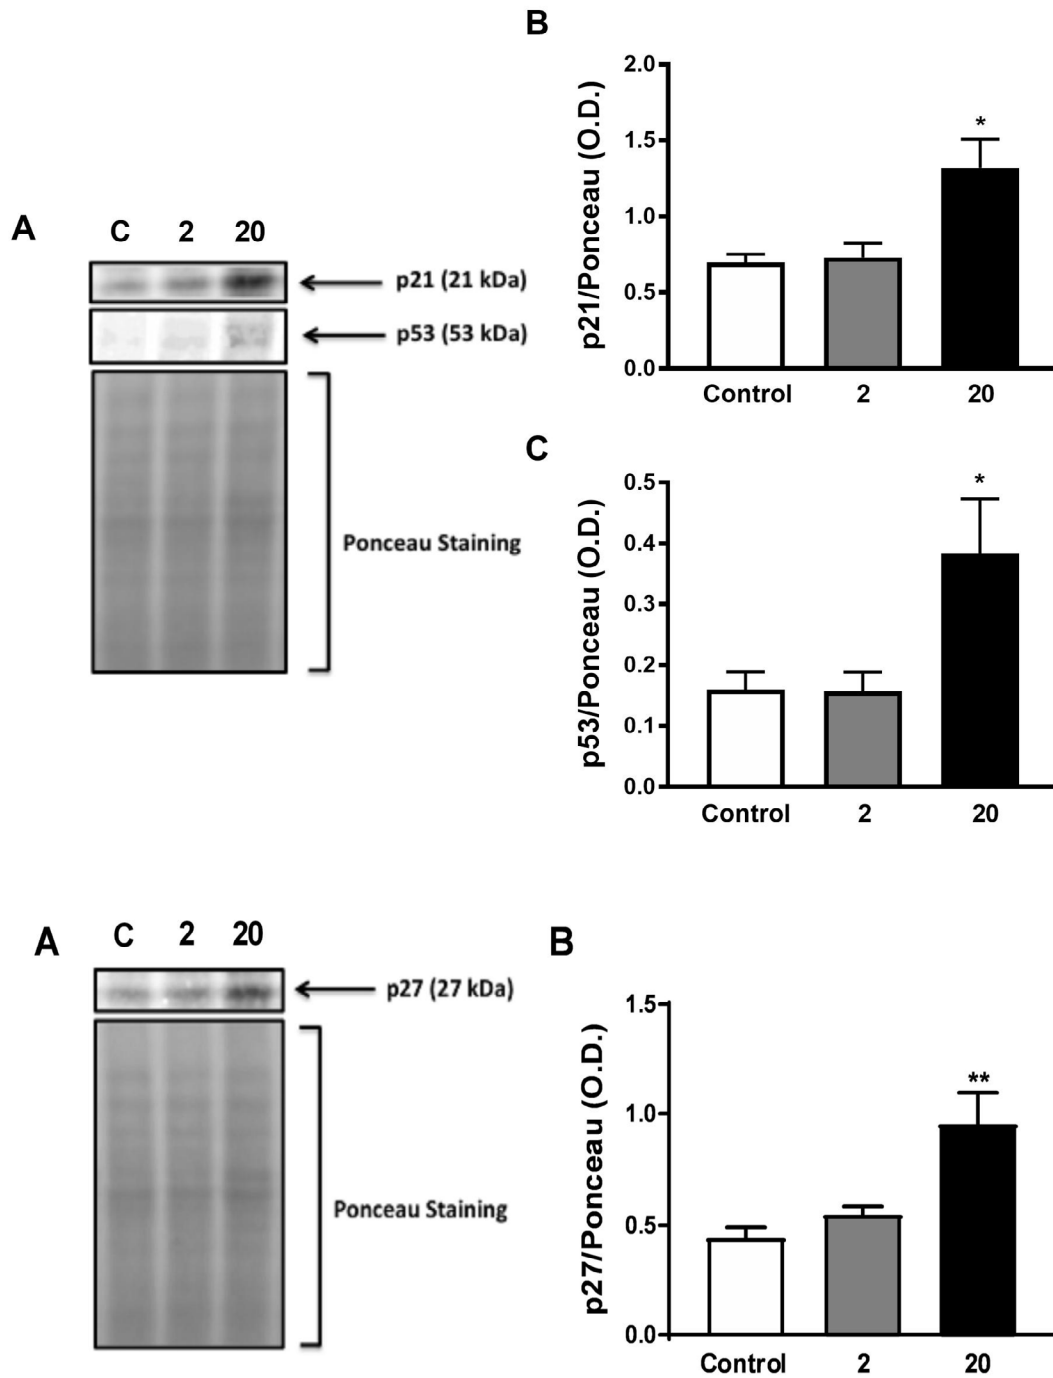 A
C 2 20
p21 (21 kDa)
p53 (53 kDa)
Ponceau Staining
B
p21/Ponceau (O.D.)
2.0
1.5
1.0
0.5
0.0
*
Control 2 20
C
p53/Ponceau (O.D.)
0.5
0.4
0.3
0.2
0.1
0.0
*
Control 2 20
A
C 2 20
p27 (27 kDa)
Ponceau Staining
B
p27/Ponceau (O.D.)
1.5
1.0
0.5
0.0
**
Control 2 20